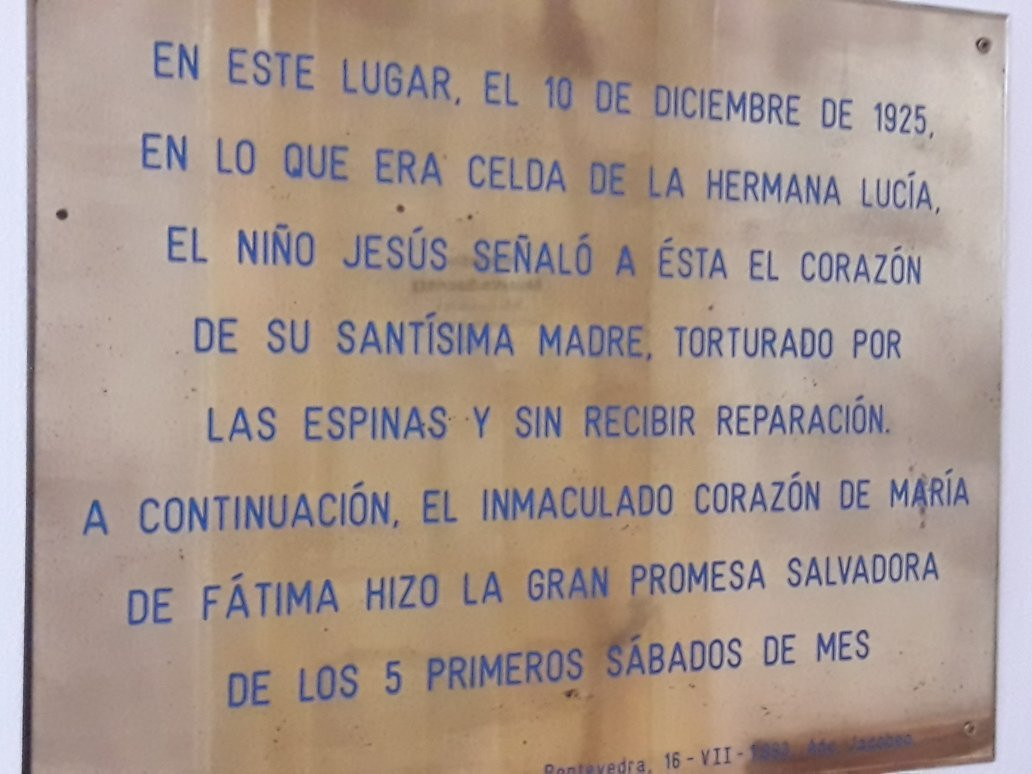 EN ESTE LUGAR, EL 10 DE DICIEMBRE DE 1925,
EN LO QUE ERA CELDA DE LA HERMANA LUCÍA,
EL NIÑO JESÚS SEÑALÓ A ÉSTA EL CORAZÓN
DE SU SANTÍSIMA MADRE, TORTURADO POR
LAS ESPINAS Y SIN RECIBIR REPARACIÓN.
A CONTINUACIÓN, EL INMACULADO CORAZÓN DE MARÍA
DE FÁTIMA HIZO LA GRAN PROMESA SALVADORA
DE LOS 5 PRIMEROS SÁBADOS DE MES
Pontevedra, 16-VII-1993, Año Jacobeo